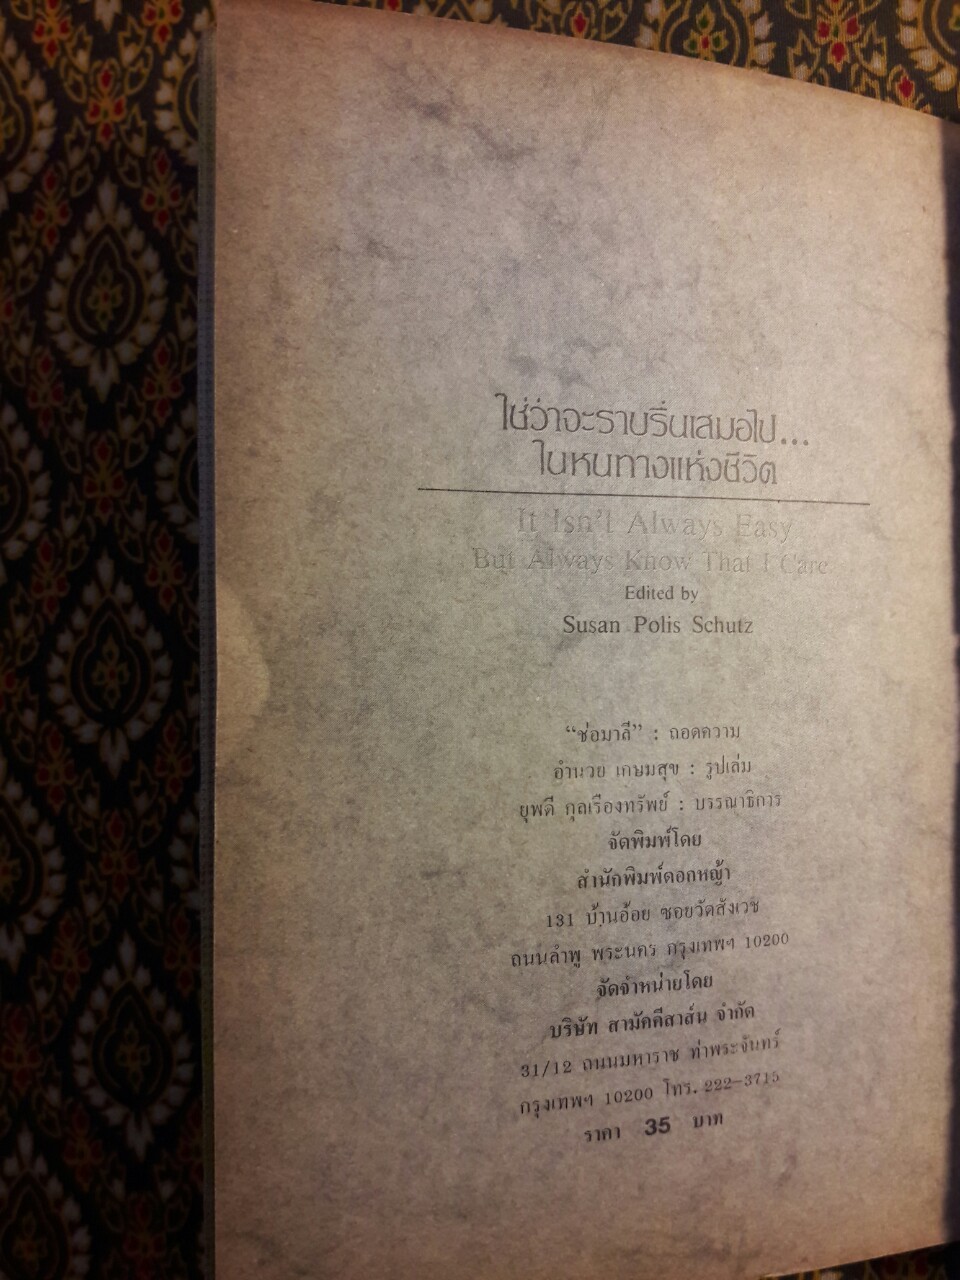 ใช่ว่าจะราบรื่นเสมอไป...
ในหนทางแห่งชีวิต
It Isn't Always Easy
But Always Know That I Care
Edited by
Susan Polis Schutz
“ช่อมาลี” : ถอดความ
อำนวย เกษมสุข : รูปเล่ม
ยุพดี กุลเรืองทรัพย์ : บรรณาธิการ
จัดพิมพ์โดย
สำนักพิมพ์ดอกหญ้า
131 บ้านอ้อย ซอยวัดสังเวช
ถนนลำพู พระนคร กรุงเทพฯ 10200
จัดจำหน่ายโดย
บริษัท สามัคคีสาส์น จำกัด
31/12 ถนนมหาราช ท่าพระจันทร์
กรุงเทพฯ 10200 โทร. 222-3715
ราคา 35 บาท